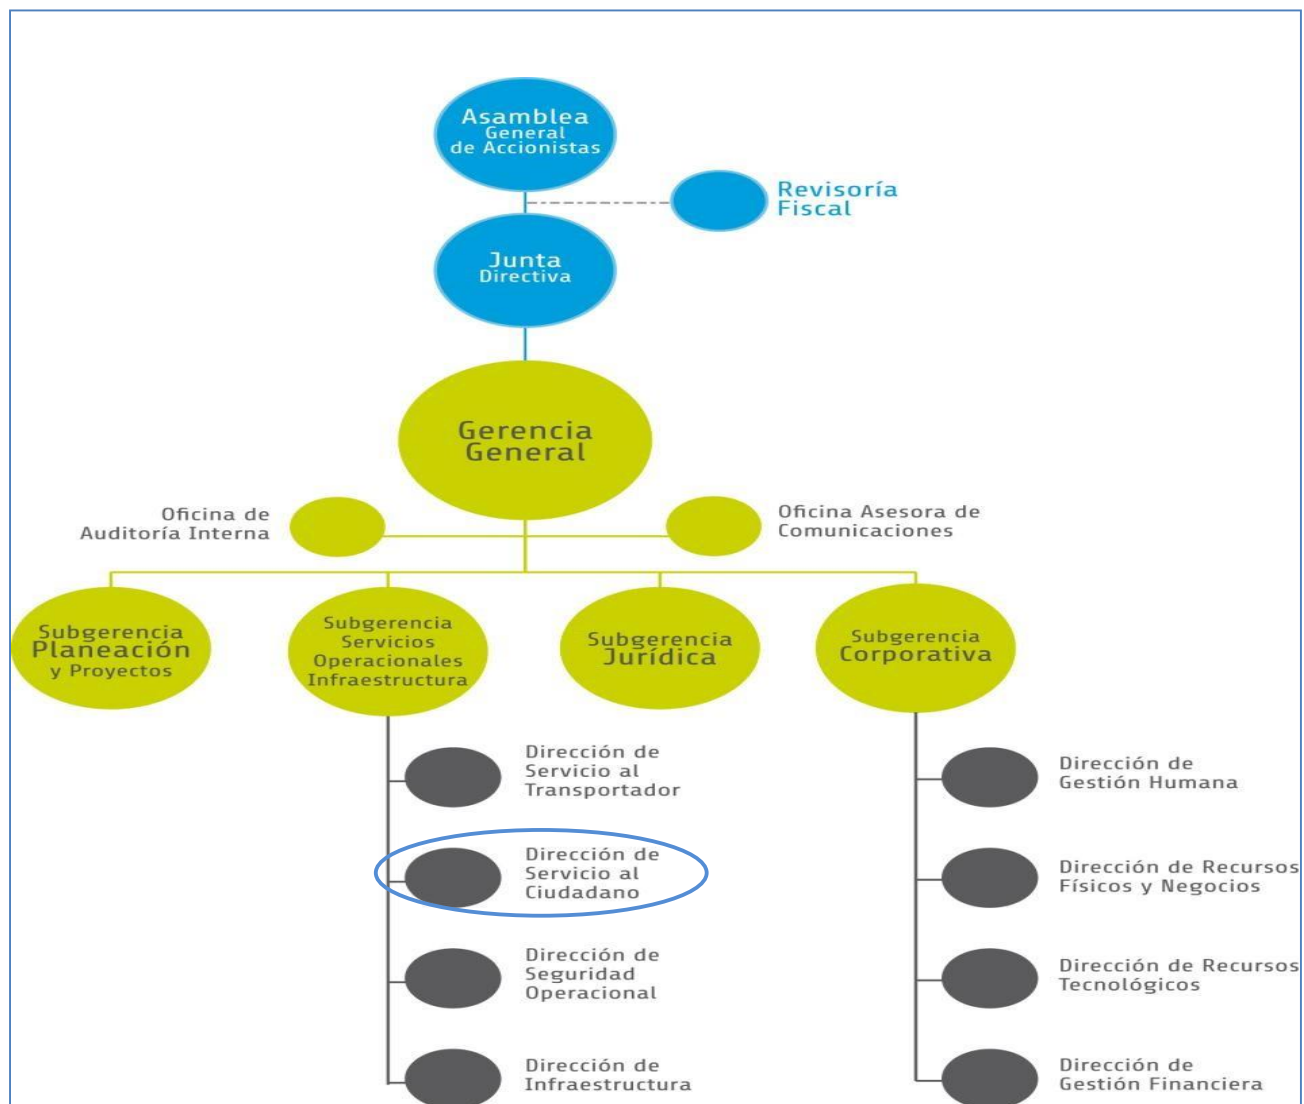 Asamblea
General
de Accionistas
Revisoría
Fiscal
Junta
Directiva
Gerencia
General
Oficina de
Auditoría Interna
Oficina Asesora de
Comunicaciones
Subgerencia
Planeación
y Proyectos
Subgerencia
Servicios
Operacionales
Infraestructura
Subgerencia
Jurídica
Subgerencia
Corporativa
Dirección de
Servicio al
Transportador
Dirección de
Servicio al
Ciudadano
Dirección de
Seguridad
Operacional
Dirección de
Infraestructura
Dirección de
Gestión Humana
Dirección de Recursos
Físicos y Negocios
Dirección de Recursos
Tecnológicos
Dirección de
Gestión Financiera